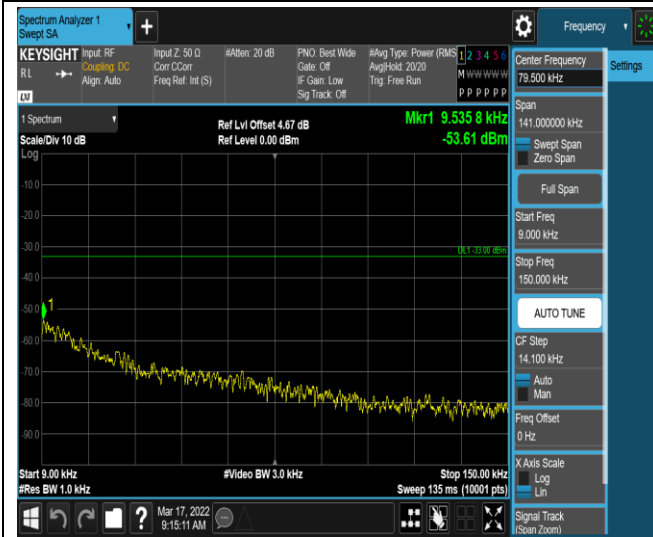 Spectrum Analyzer 1
Swept SA
+
Frequency
KEYSIGHT
RL
LXI
Input: RF
Coupling: DC
Align: Auto
Input Z: 50 Ω
Corr CCorr
Freq Ref: Int (S)
#Atten: 20 dB
PNO: Best Wide
Gate: Off
IF Gain: Low
Sig Track: Off
#Avg Type: Power (RMS
Avg|Hold: 20/20
Trig: Free Run
1 2 3 4 5 6
M W W W W W
P P P P P P
1 Spectrum
Scale/Div 10 dB
Ref Lvl Offset 4.67 dB
Ref Level 0.00 dBm
Mkr1 9.535 8 kHz
-53.61 dBm
Log
-10.0
-20.0
-30.0
DL1 -33.00 dBm
-40.0
-50.0
1
-60.0
-70.0
-80.0
-90.0
Start 9.00 kHz
#Video BW 3.0 kHz
Stop 150.00 kHz
#Res BW 1.0 kHz
Sweep 135 ms (10001 pts)
?
Mar 17, 2022
9:15:11 AM
Center Frequency
79.500 kHz
Settings
Span
141.000000 kHz
Swept Span
Zero Span
Full Span
Start Freq
9.000 kHz
Stop Freq
150.000 kHz
AUTO TUNE
CF Step
14.100 kHz
Auto
Man
Freq Offset
0 Hz
X Axis Scale
Log
Lin
Signal Track
(Span Zoom)